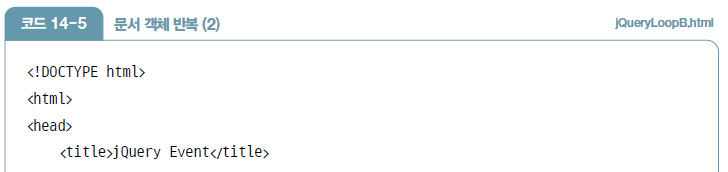 코드 14-5 문서 객체 반복 (2) jQueryLoopB.html
<!DOCTYPE html>
<html>
<head>
<title>jQuery Event</title>